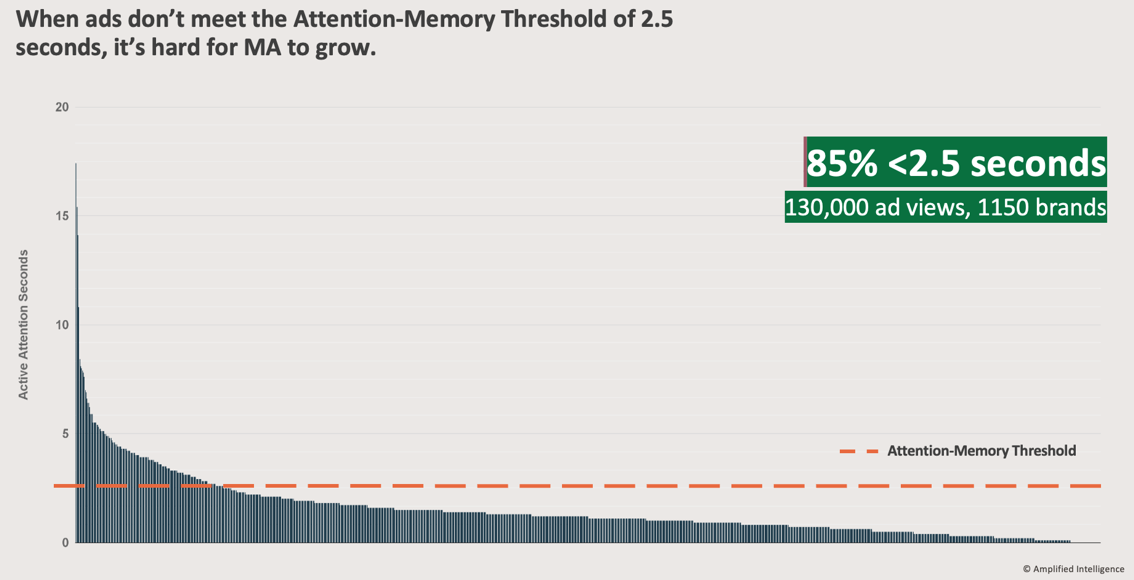 When ads don’t meet the Attention-Memory Threshold of 2.5
seconds, it’s hard for MA to grow.
20
85% <2.5 seconds
130,000 ad views, 1150 brands
15
Active Attention Seconds
10
5
Attention-Memory Threshold
0
© Amplified Intelligence